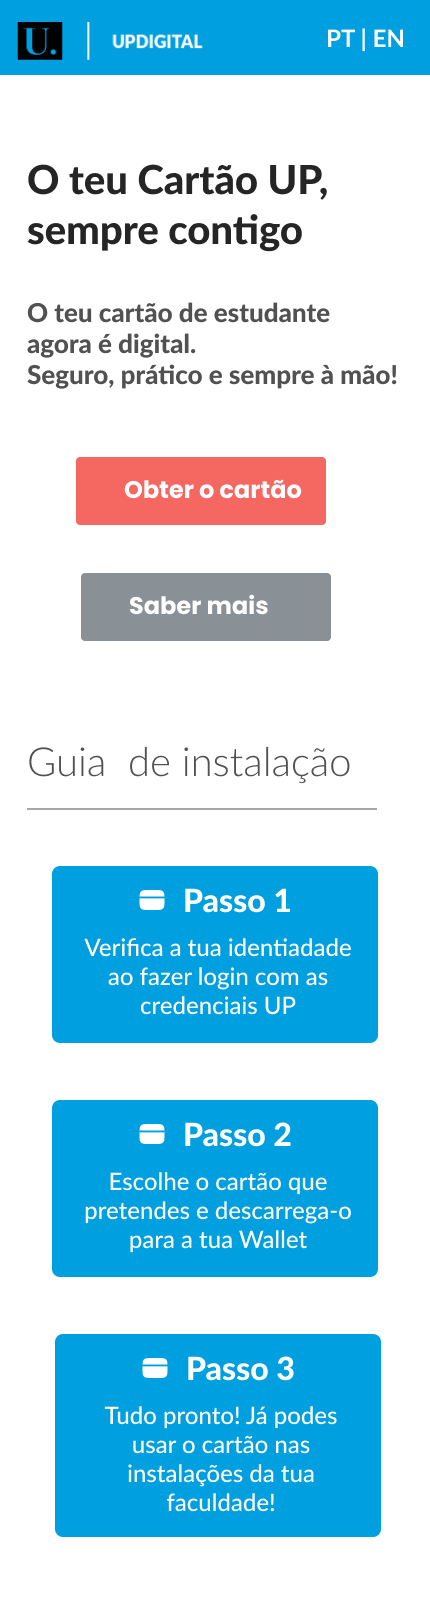 U.
UPDIGITAL
PT | EN
O teu Cartão UP,
sempre contigo
O teu cartão de estudante
agora é digital.
Seguro, prático e sempre à mão!
Obter o cartão
Saber mais
Guia  de instalação
Passo 1
Verifica a tua identiadade
ao fazer login com as
credenciais UP
Passo 2
Escolhe o cartão que
pretendes e descarrega-o
para a tua Wallet
Passo 3
Tudo pronto! Já podes
usar o cartão nas
instalações da tua
faculdade!